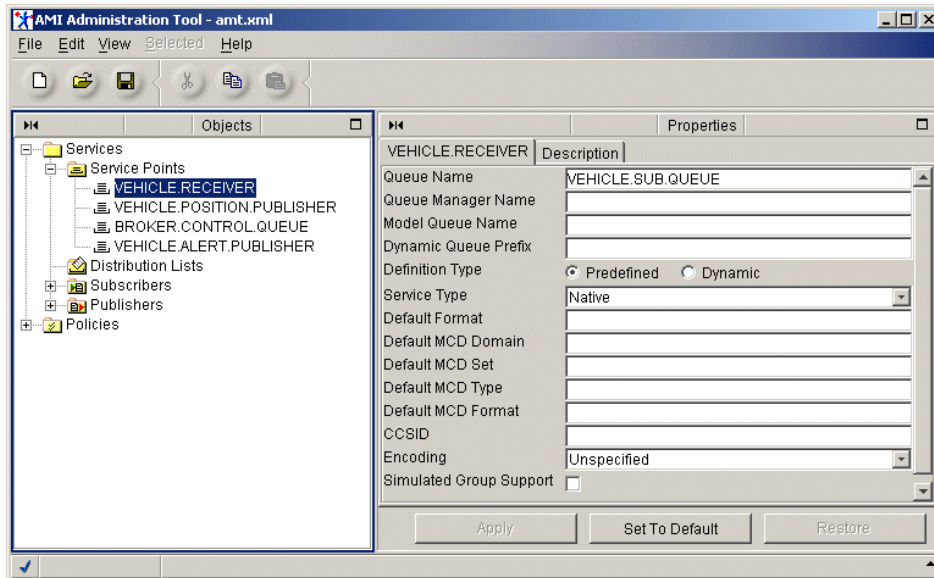 AMI Administration Tool - amt.xml
File Edit View Selected Help
Objects
Services
Service Points
VEHICLE.RECEIVER
VEHICLE.POSITION.PUBLISHER
BROKER.CONTROL.QUEUE
VEHICLE.ALERT.PUBLISHER
Distribution Lists
Subscribers
Publishers
Policies
Properties
VEHICLE.RECEIVER Description
Queue Name VEHICLE.SUB.QUEUE
Queue Manager Name
Model Queue Name
Dynamic Queue Prefix
Definition Type Predefined Dynamic
Service Type Native
Default Format
Default MCD Domain
Default MCD Set
Default MCD Type
Default MCD Format
CCSID
Encoding Unspecified
Simulated Group Support
Apply Set To Default Restore